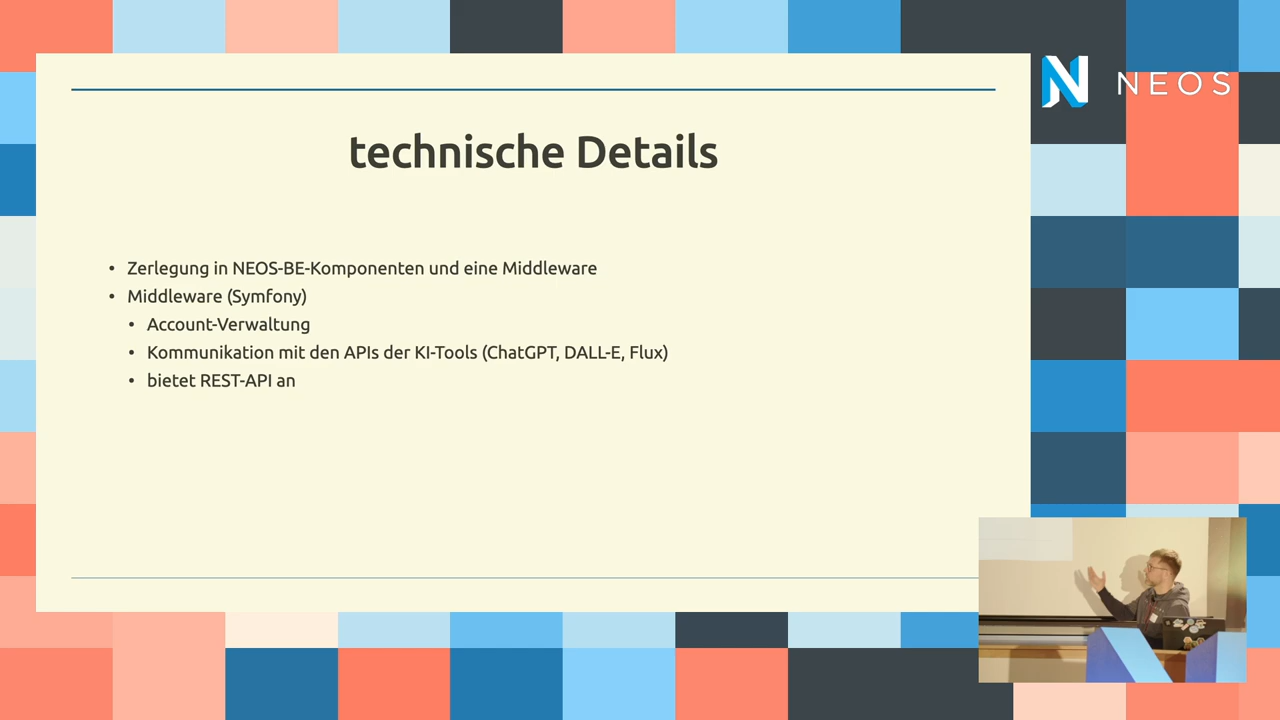 NEOS
technische Details
• Zerlegung in NEOS-BE-Komponenten und eine Middleware
• Middleware (Symfony)
• Account-Verwaltung
• Kommunikation mit den APIs der KI-Tools (ChatGPT, DALL-E, Flux)
• bietet REST-API an